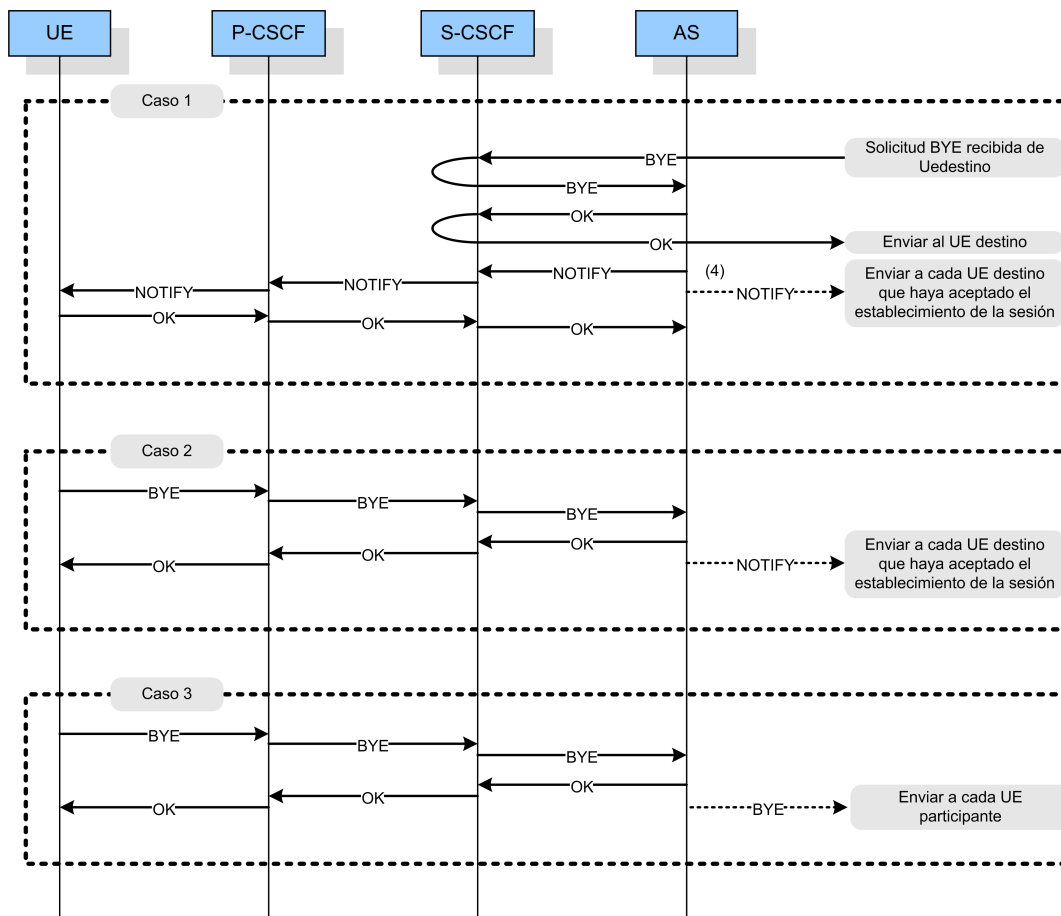 UE
P-CSCF
S-CSCF
AS
Caso 1
BYE
Solicitud BYE recibida de
Uedestino
BYE
OK
OK
Enviar al UE destino
NOTIFY
(4)
NOTIFY
NOTIFY
NOTIFY
Enviar a cada UE destino
que haya aceptado el
establecimiento de la sesión
OK
OK
OK
Caso 2
BYE
BYE
BYE
OK
OK
OK
NOTIFY
Enviar a cada UE destino
que haya aceptado el
establecimiento de la sesión
Caso 3
BYE
BYE
BYE
OK
OK
OK
BYE
Enviar a cada UE
participante